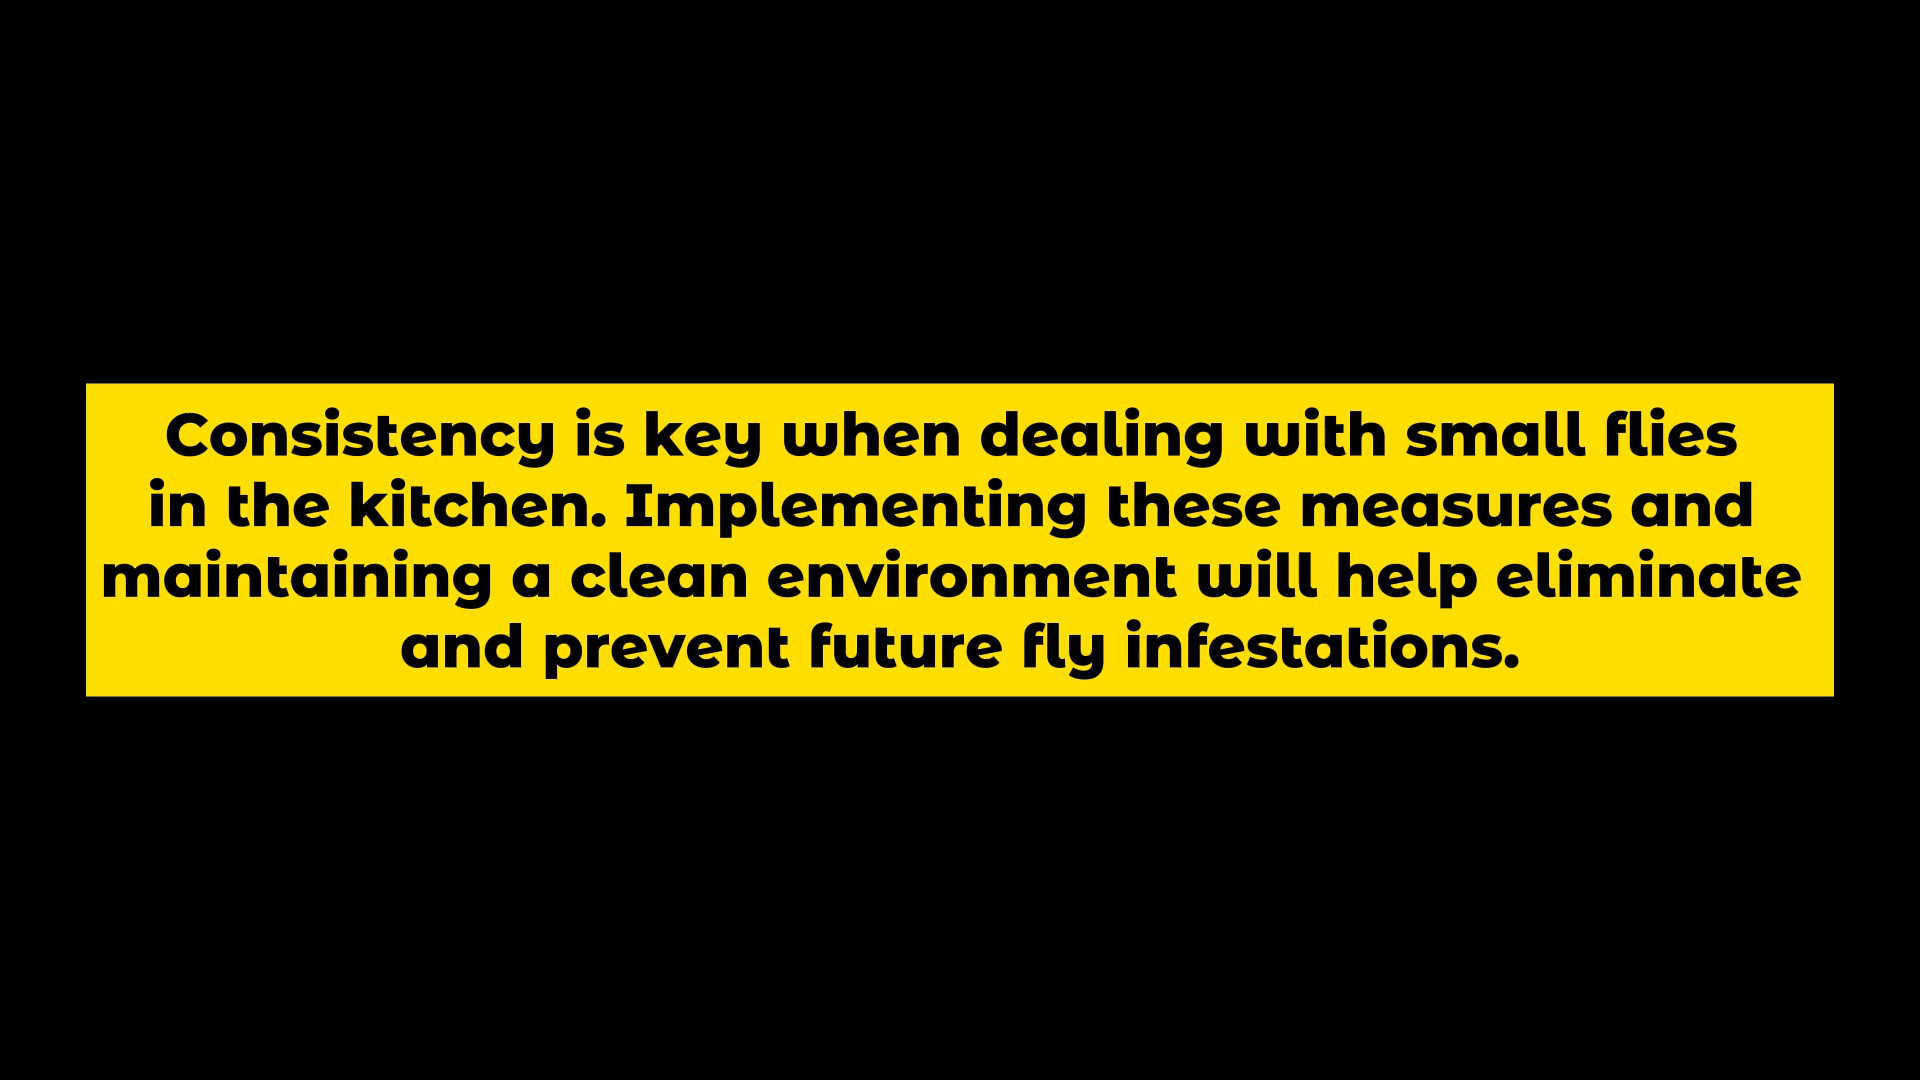 Consistency is key when dealing with small flies
in the kitchen. Implementing these measures and
maintaining a clean environment will help eliminate
and prevent future fly infestations.